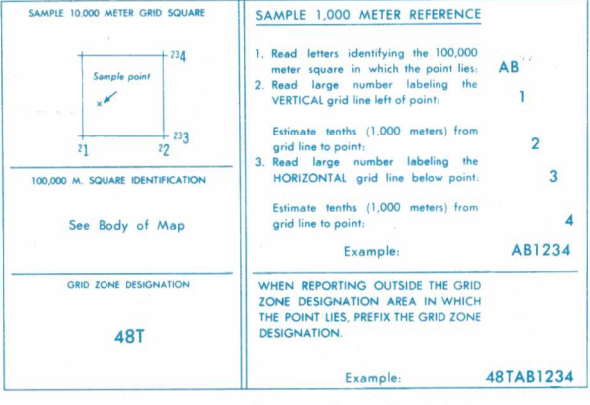 SAMPLE 10,000 METER GRID SQUARE
234
Sample point
233
21
22
100,000 M. SQUARE IDENTIFICATION
See Body of Map
GRID ZONE DESIGNATION
48T
SAMPLE 1,000 METER REFERENCE
1. Read letters identifying the 100,000
meter square in which the point lies: AB
2. Read large number labeling the
VERTICAL grid line left of point: 1
Estimate tenths (1,000 meters) from
grid line to point: 2
3. Read large number labeling the
HORIZONTAL grid line below point: 3
Estimate tenths (1,000 meters) from
grid line to point: 4
Example: AB1234
WHEN REPORTING OUTSIDE THE GRID
ZONE DESIGNATION AREA IN WHICH
THE POINT LIES, PREFIX THE GRID ZONE
DESIGNATION.
Example: 48TAB1234